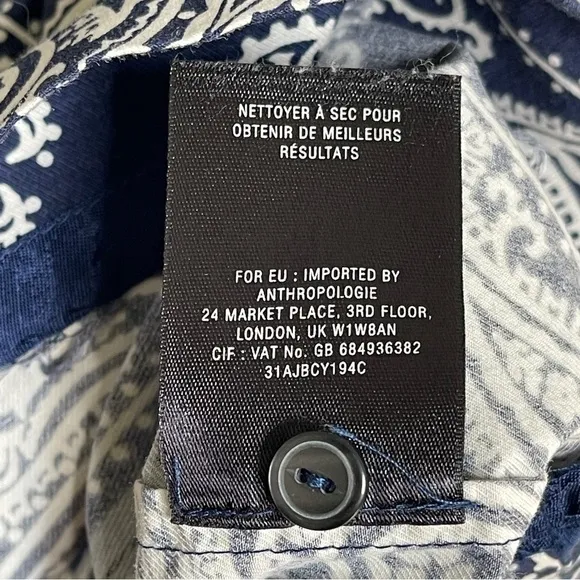 NETTOYER À SEC POUR
OBTENIR DE MEILLEURS
RÉSULTATS
FOR EU : IMPORTED BY
ANTHROPOLOGIE
24 MARKET PLACE, 3RD FLOOR,
LONDON, UK W1W8AN
CIF : VAT No: GB 684936382
31AJBCY194C